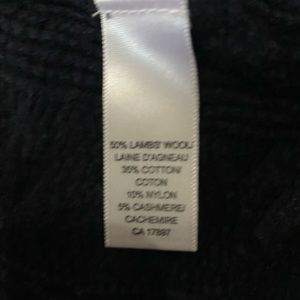 50% LAMBS' WOOL/
LAINE D'AGNEAU
35% COTTON/
COTON
10% NYLON
5% CASHMERE/
CACHEMIRE
CA 17897